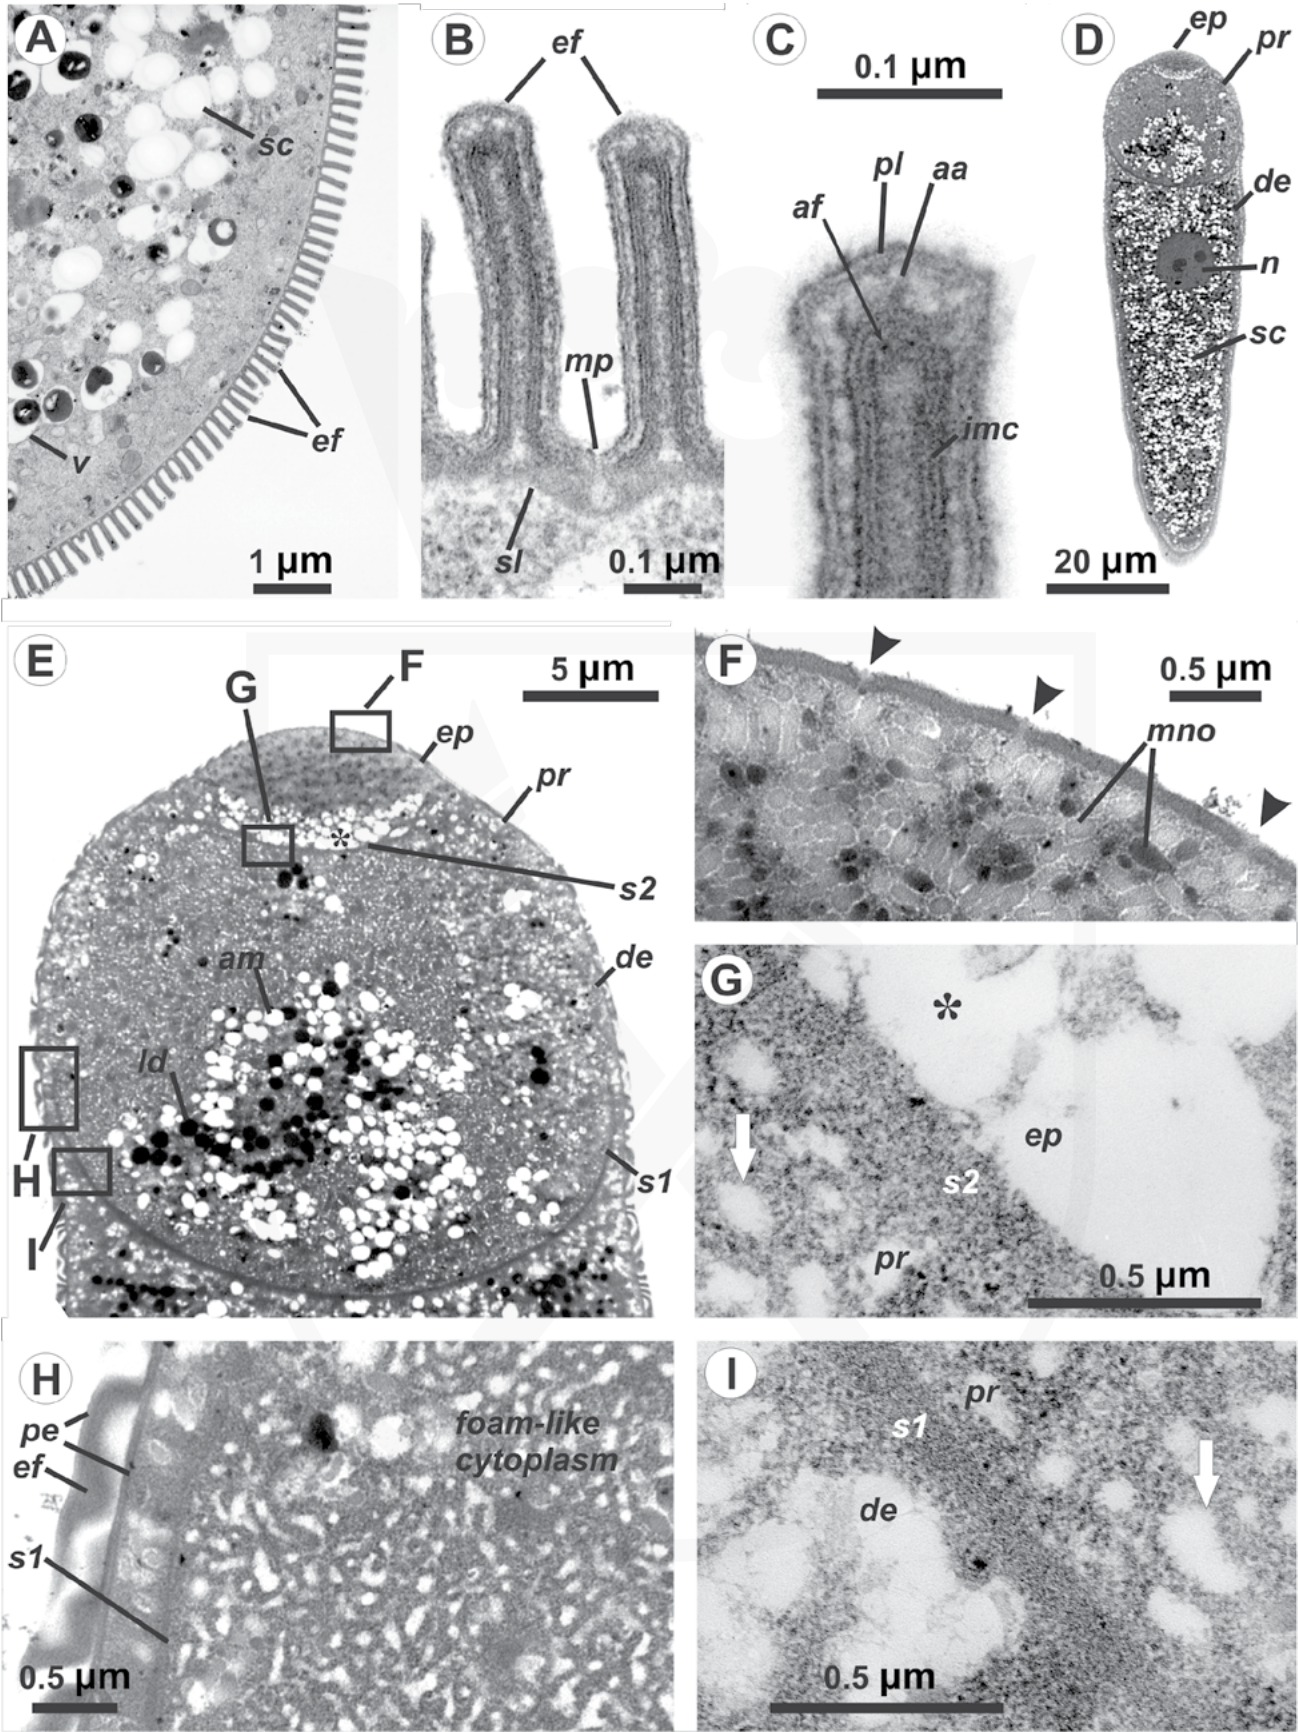 A
sc
v
ef
1 µm
B
ef
mp
sl
0.1 µm
C
0.1 µm
pl
aa
af
imc
D
ep
pr
de
n
sc
20 µm
E
G
F
5 µm
ep
pr
*
s2
am
de
ld
H
s1
I
F
0.5 µm
mno
G
*
ep
s2
pr
0.5 µm
H
pe
ef
foam-like
cytoplasm
s1
0.5 µm
I
pr
s1
de
0.5 µm